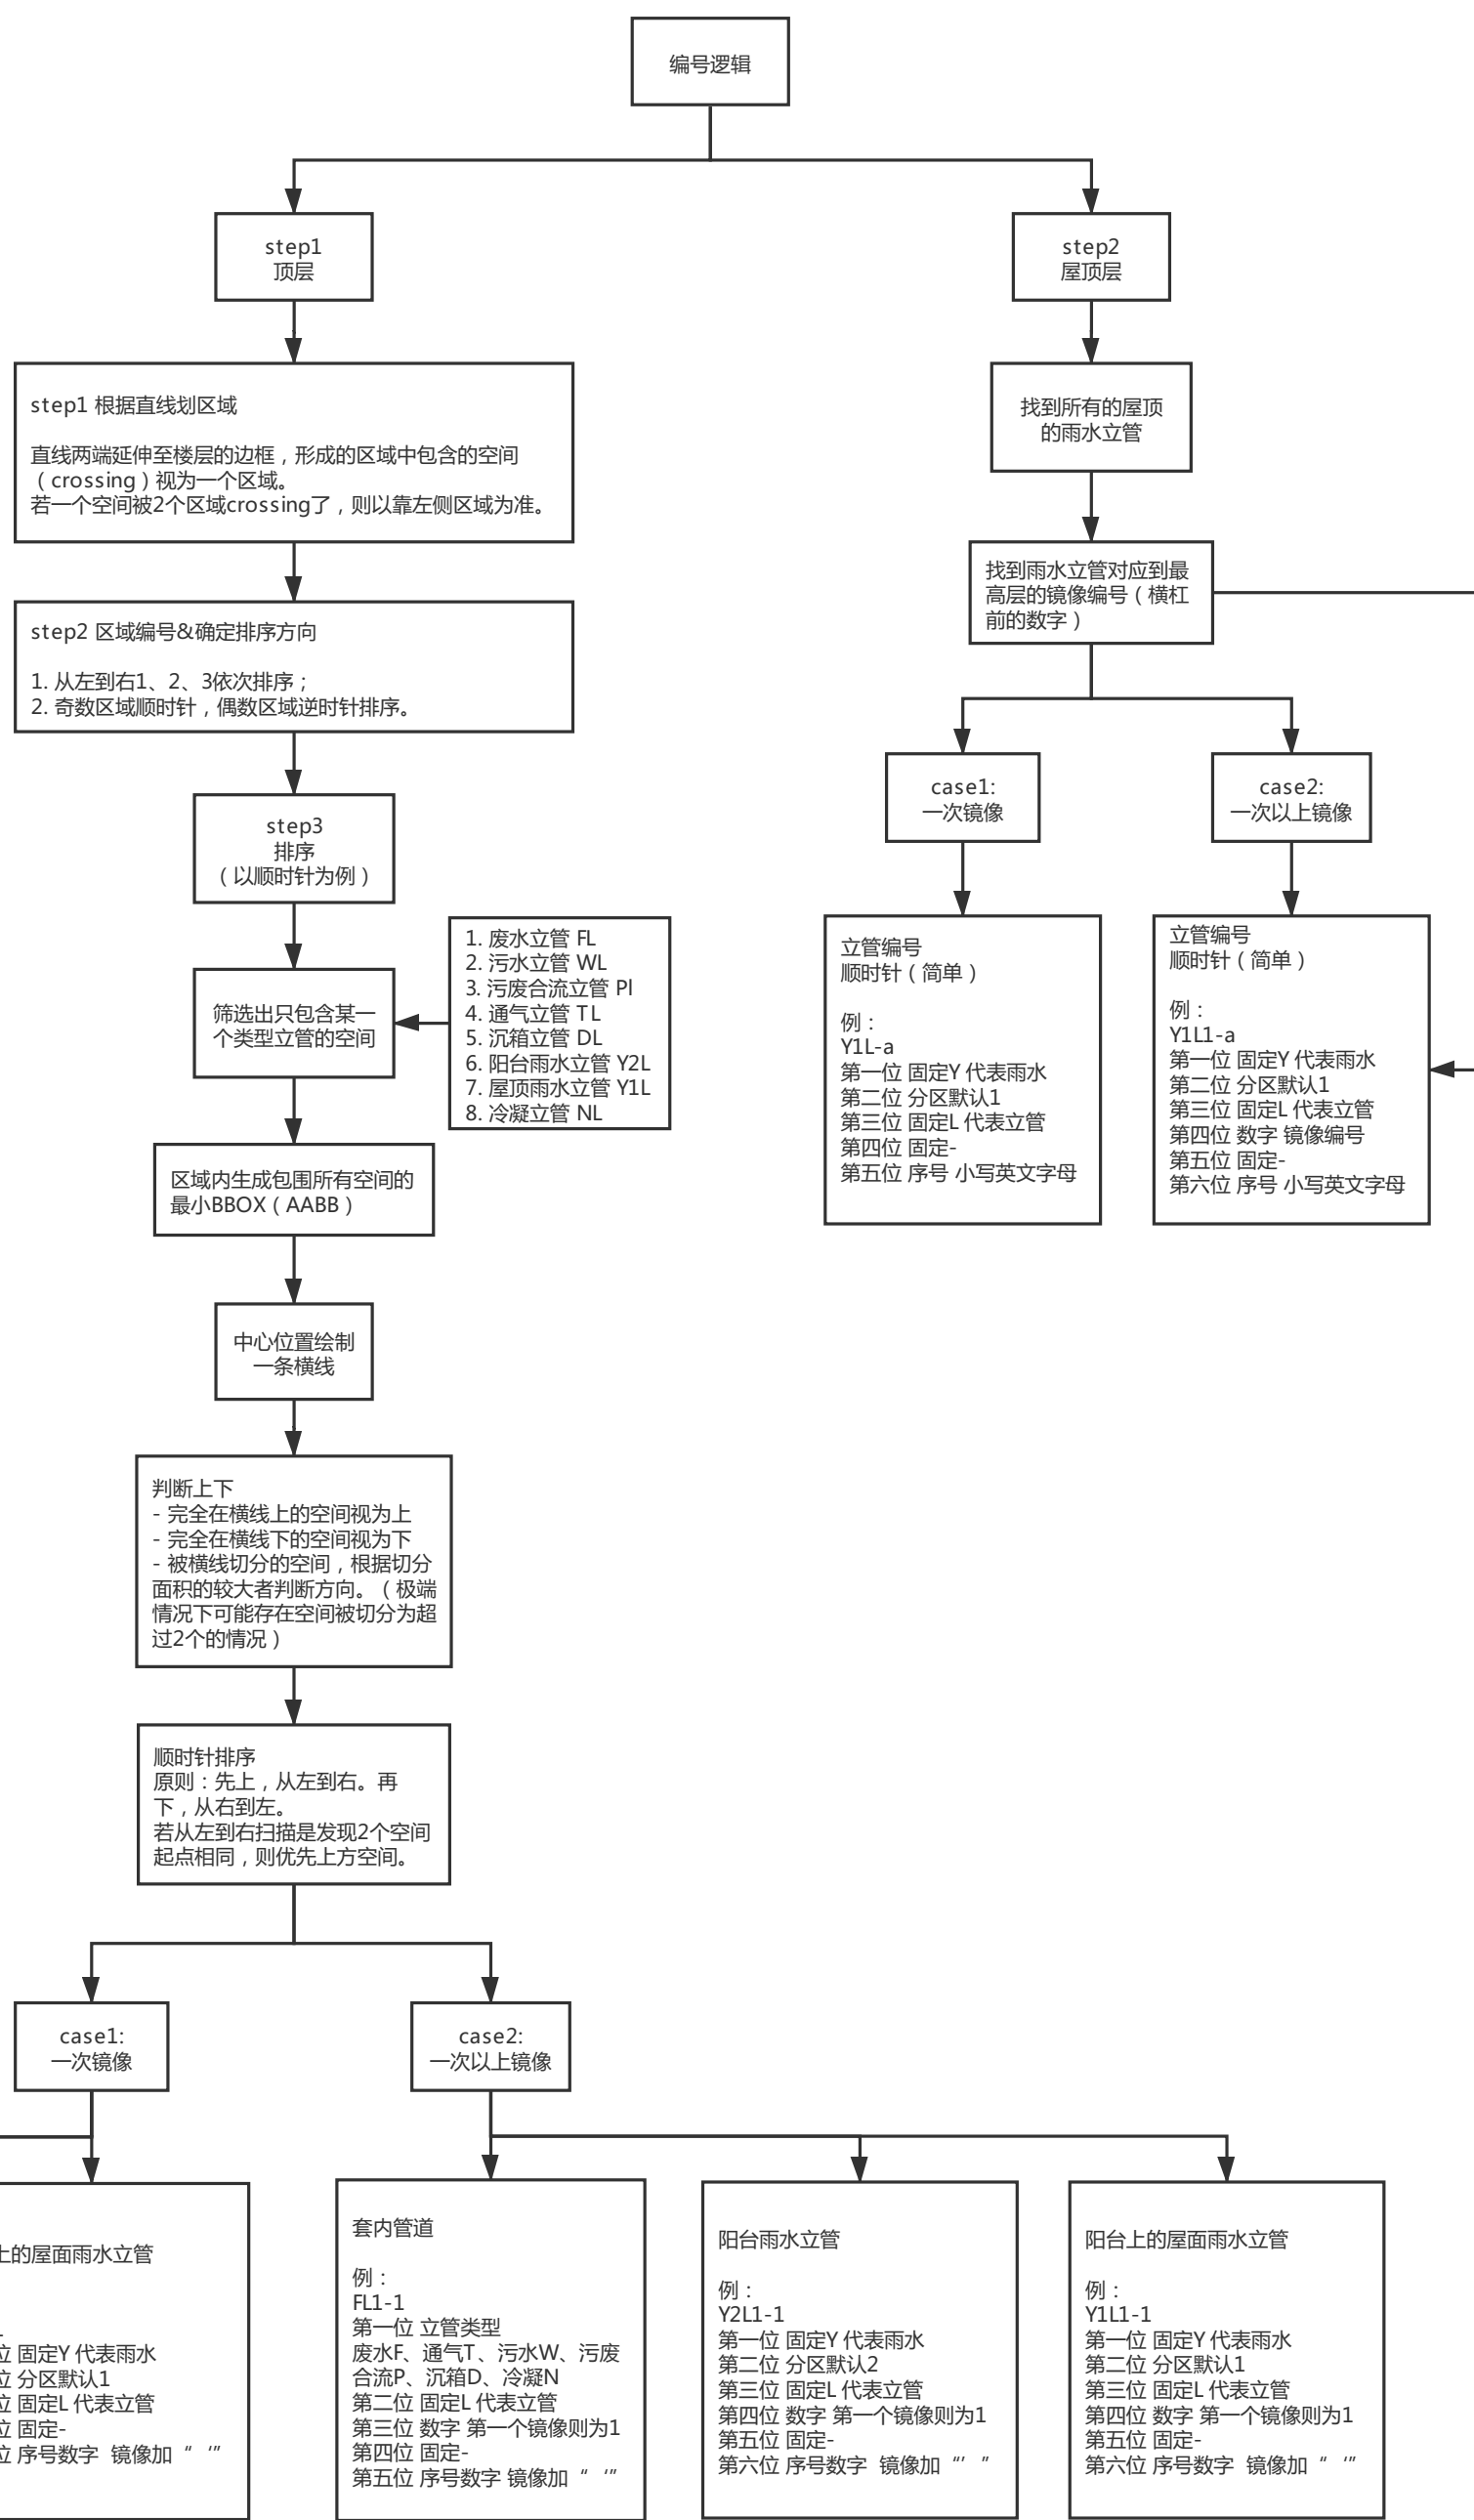 编号逻辑
step1
顶层
step2
屋顶层
step1 根据直线划区域
直线两端延伸至楼层的边框，形成的区域中包含的空间
（crossing）视为一个区域。
若一个空间被2个区域crossing了，则以靠左侧区域为准。
找到所有的屋顶
的雨水立管
step2 区域编号&确定排序方向
1. 从左到右1、2、3依次排序；
2. 奇数区域顺时针，偶数区域逆时针排序。
找到雨水立管对应到最
高层的镜像编号（横杠
前的数字）
step3
排序
（以顺时针为例）
case1:
一次镜像
case2:
一次以上镜像
筛选出只包含某一
个类型立管的空间
1. 废水立管 FL
2. 污水立管 WL
3. 污废合流立管 Pl
4. 通气立管 TL
5. 沉箱立管 DL
6. 阳台雨水立管 Y2L
7. 屋顶雨水立管 Y1L
8. 冷凝立管 NL
立管编号
顺时针（简单）
例：
Y1L-a
第一位 固定Y 代表雨水
第二位 分区默认1
第三位 固定L 代表立管
第四位 固定-
第五位 序号 小写英文字母
立管编号
顺时针（简单）
例：
Y1L1-a
第一位 固定Y 代表雨水
第二位 分区默认1
第三位 固定L 代表立管
第四位 数字 镜像编号
第五位 固定-
第六位 序号 小写英文字母
区域内生成包围所有空间的
最小BBOX（AABB）
中心位置绘制
一条横线
判断上下
- 完全在横线上的空间视为上
- 完全在横线下的空间视为下
- 被横线切分的空间，根据切分
面积的较大者判断方向。（极端
情况下可能存在空间被切分为超
过2个的情况）
顺时针排序
原则：先上，从左到右。再
下，从右到左。
若从左到右扫描是发现2个空间
起点相同，则优先上方空间。
case1:
一次镜像
case2:
一次以上镜像
上的屋面雨水立管
位 固定Y 代表雨水
位 分区默认1
位 固定L 代表立管
位 固定-
位 序号数字 镜像加“ ‘”
套内管道
例：
FL1-1
第一位 立管类型
废水F、通气T、污水W、污废
合流P、沉箱D、冷凝N
第二位 固定L 代表立管
第三位 数字 第一个镜像则为1
第四位 固定-
第五位 序号数字 镜像加“ ‘”
阳台雨水立管
例：
Y2L1-1
第一位 固定Y 代表雨水
第二位 分区默认2
第三位 固定L 代表立管
第四位 数字 第一个镜像则为1
第五位 固定-
第六位 序号数字 镜像加“’ ”
阳台上的屋面雨水立管
例：
Y1L1-1
第一位 固定Y 代表雨水
第二位 分区默认1
第三位 固定L 代表立管
第四位 数字 第一个镜像则为1
第五位 固定-
第六位 序号数字 镜像加“ ‘”